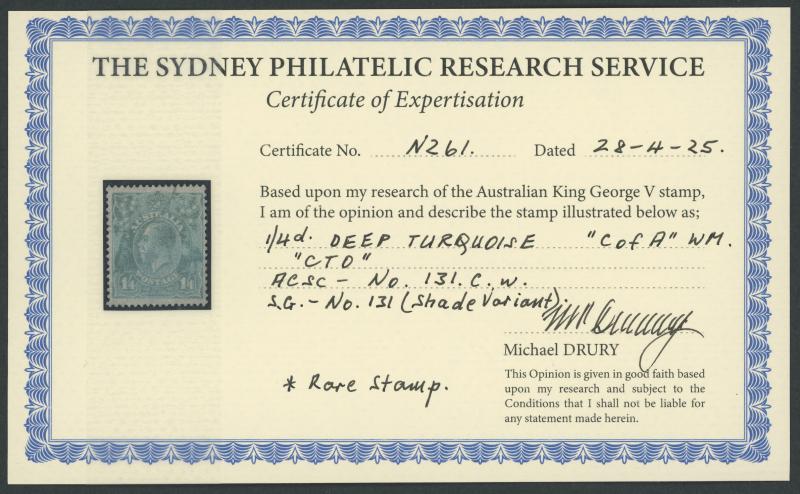 THE SYDNEY PHILATELIC RESEARCH SERVICE
Certificate of Expertisation
Certificate No. N261. Dated 28-4-25.
Based upon my research of the Australian King George V stamp,
I am of the opinion and describe the stamp illustrated below as;
1/4d. DEEP TURQUOISE "C of A" WM.
"CTO"
ACSC - No. 131.C.w.
S.G. - No. 131 (Shade Variant).
Michael DRURY
* Rare Stamp.
This Opinion is given in good faith based
upon my research and subject to the
Conditions that I shall not be liable for
any statement made herein.
AUSTRALIA
POSTAGE